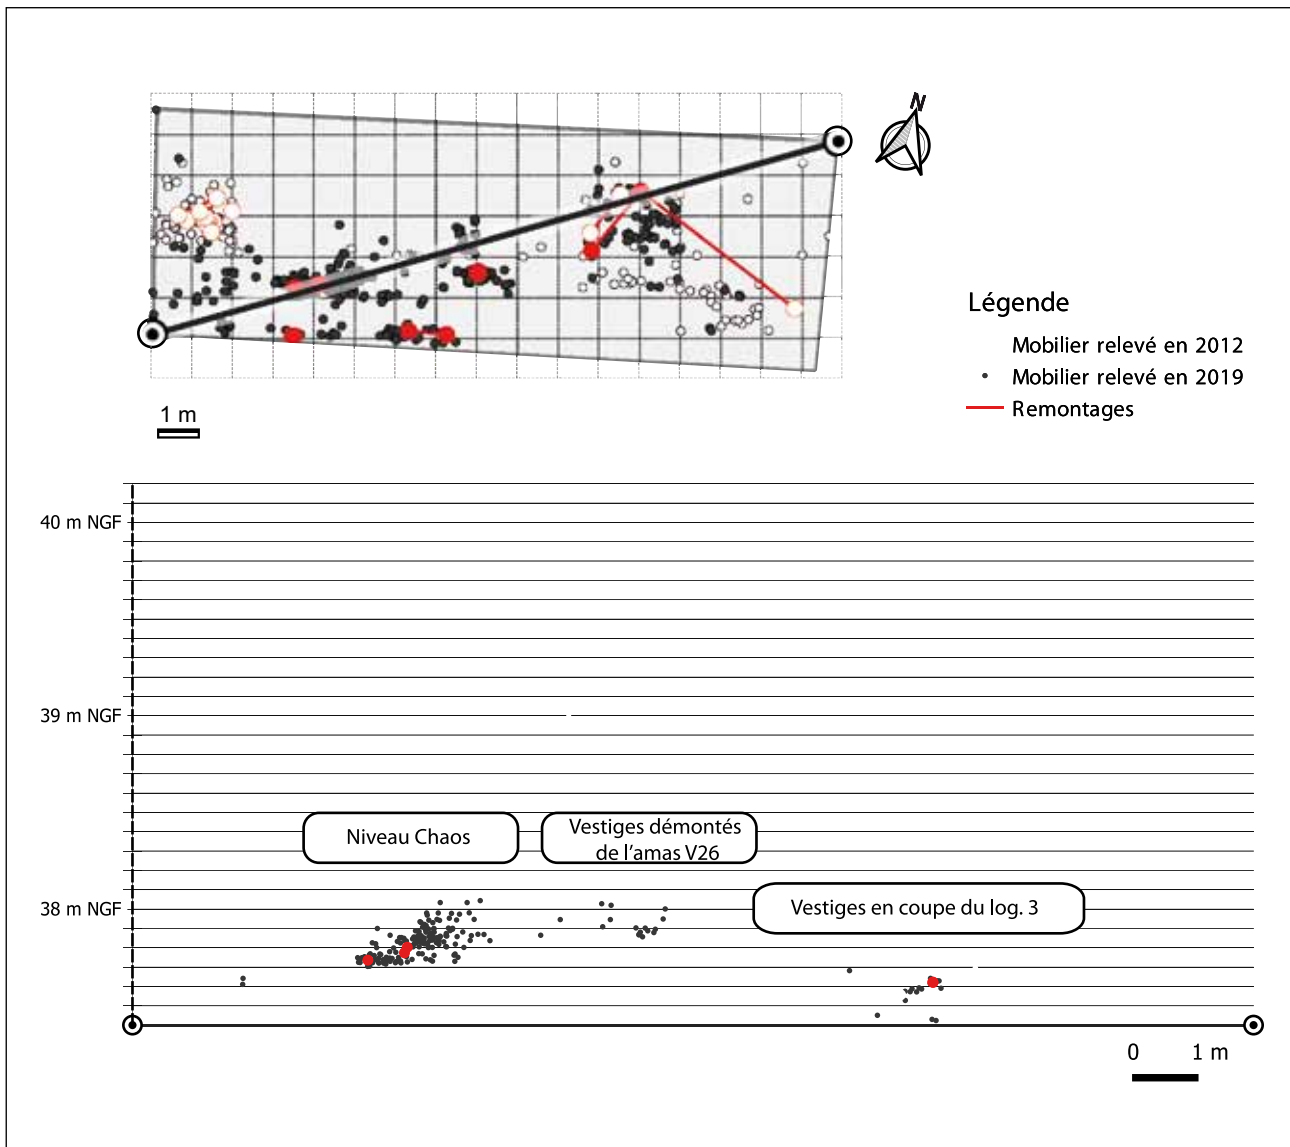 N
1 m
Légende
Mobilier relevé en 2012
Mobilier relevé en 2019
Remontages
40 m NGF
39 m NGF
38 m NGF
Niveau Chaos
Vestiges démontés
de l'amas V26
Vestiges en coupe du log. 3
0 1 m